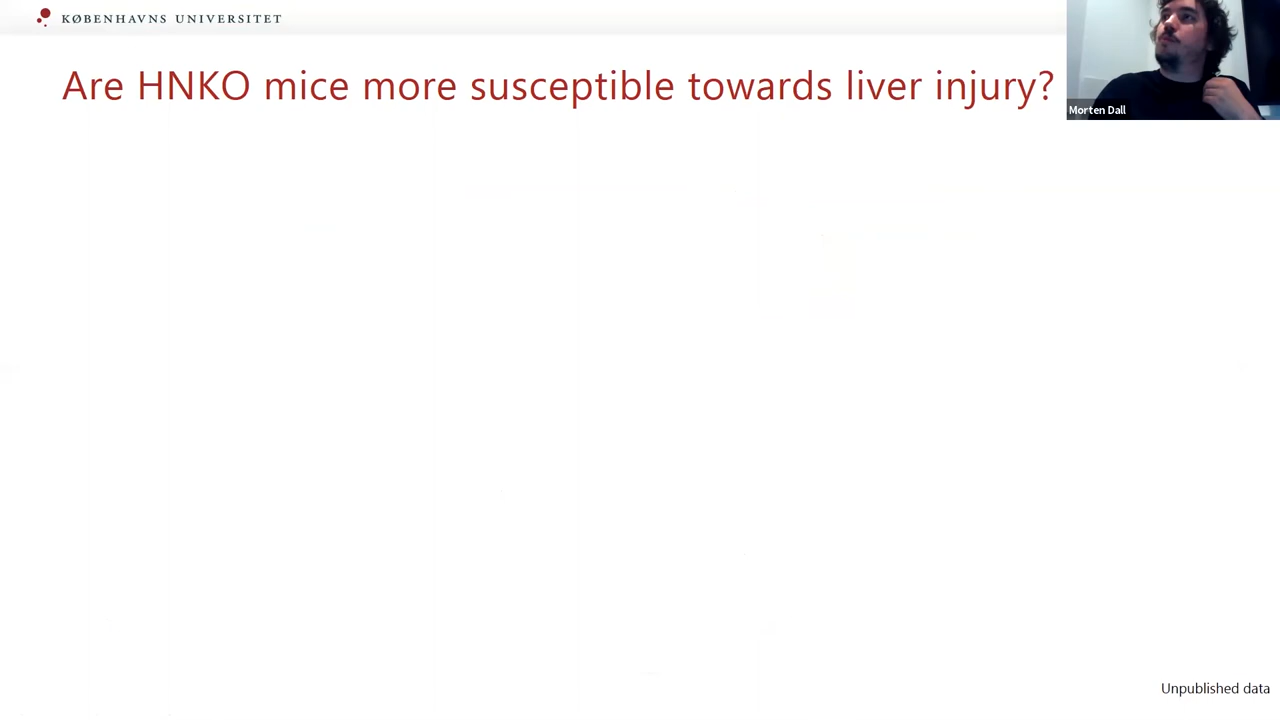 KØBENHAVNS UNIVERSITET
Are HNKO mice more susceptible towards liver injury?
Morten Dall
Unpublished data